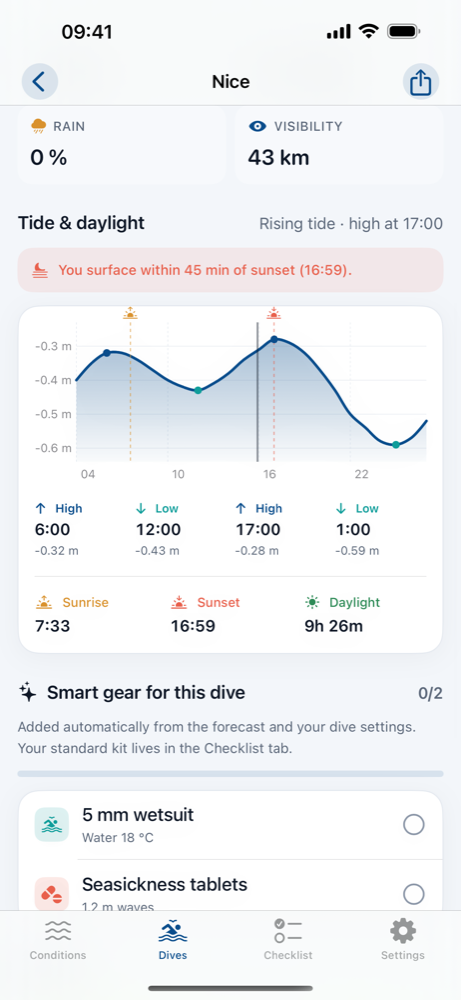 09:41
Nice
RAIN
0 %
VISIBILITY
43 km
Tide & daylight
Rising tide · high at 17:00
You surface within 45 min of sunset (16:59).
-0.3 m
-0.4 m
-0.5 m
-0.6 m
04 10 16 22
High Low High Low
6:00 12:00 17:00 1:00
-0.32 m -0.43 m -0.28 m -0.59 m
Sunrise Sunset Daylight
7:33 16:59 9h 26m
Smart gear for this dive
0/2
Added automatically from the forecast and your dive settings.
Your standard kit lives in the Checklist tab.
5 mm wetsuit
Water 18 °C
Seasickness tablets
1.2 m waves
Conditions Dives Checklist Settings